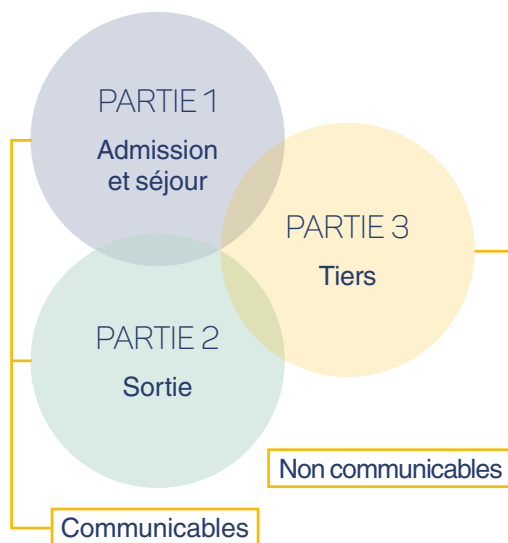 PARTIE 1
Admission
et séjour
PARTIE 3
Tiers
PARTIE 2
Sortie
Non communicables
Communicables